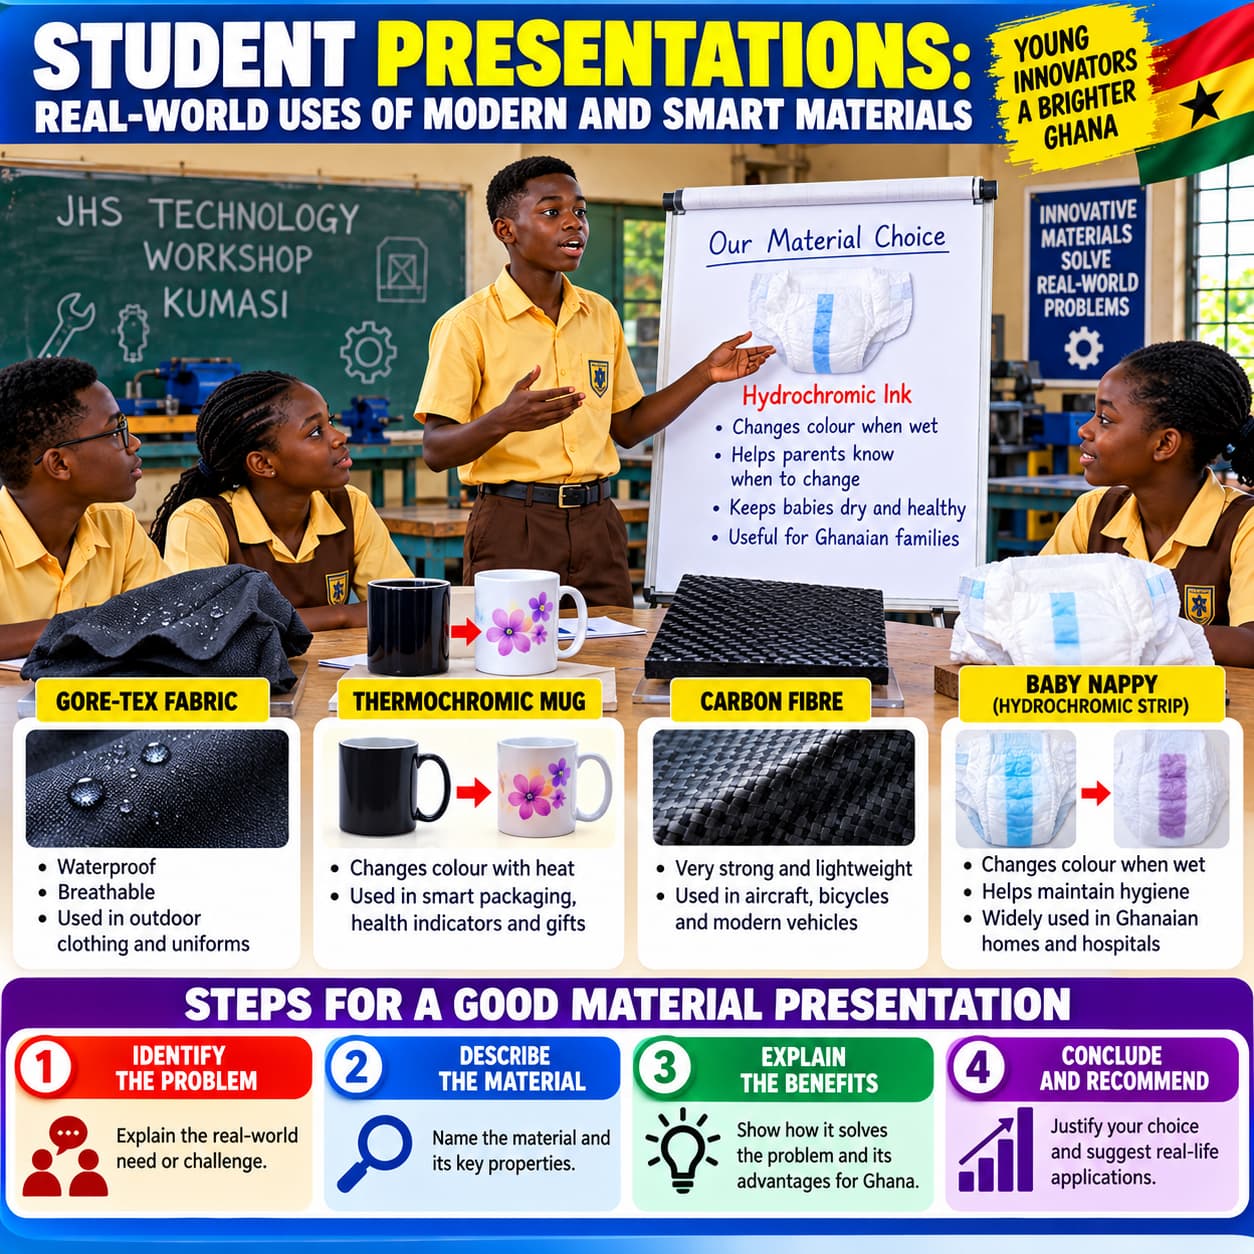 STUDENT PRESENTATIONS:
REAL-WORLD USES OF MODERN AND SMART MATERIALS
YOUNG
INNOVATORS
A BRIGHTER
GHANA
JHS TECHNOLOGY
WORKSHOP
KUMASI
Our Material Choice
Hydrochromic Ink
• Changes colour when wet
• Helps parents know
when to change
• Keeps babies dry and healthy
• Useful for Ghanaian families
INNOVATIVE
MATERIALS
SOLVE
REAL-WORLD
PROBLEMS
GORE-TEX FABRIC
• Waterproof
• Breathable
• Used in outdoor
clothing and uniforms
THERMOCHROMIC MUG
• Changes colour with heat
• Used in smart packaging,
health indicators and gifts
CARBON FIBRE
• Very strong and lightweight
• Used in aircraft, bicycles
and modern vehicles
BABY NAPPY
(HYDROCHROMIC STRIP)
• Changes colour when wet
• Helps maintain hygiene
• Widely used in Ghanaian
homes and hospitals
STEPS FOR A GOOD MATERIAL PRESENTATION
1 IDENTIFY
THE PROBLEM
Explain the real-world
need or challenge.
2 DESCRIBE
THE MATERIAL
Name the material and
its key properties.
3 EXPLAIN
THE BENEFITS
Show how it solves
the problem and its
advantages for Ghana.
4 CONCLUDE
AND RECOMMEND
Justify your choice
and suggest real-life
applications.